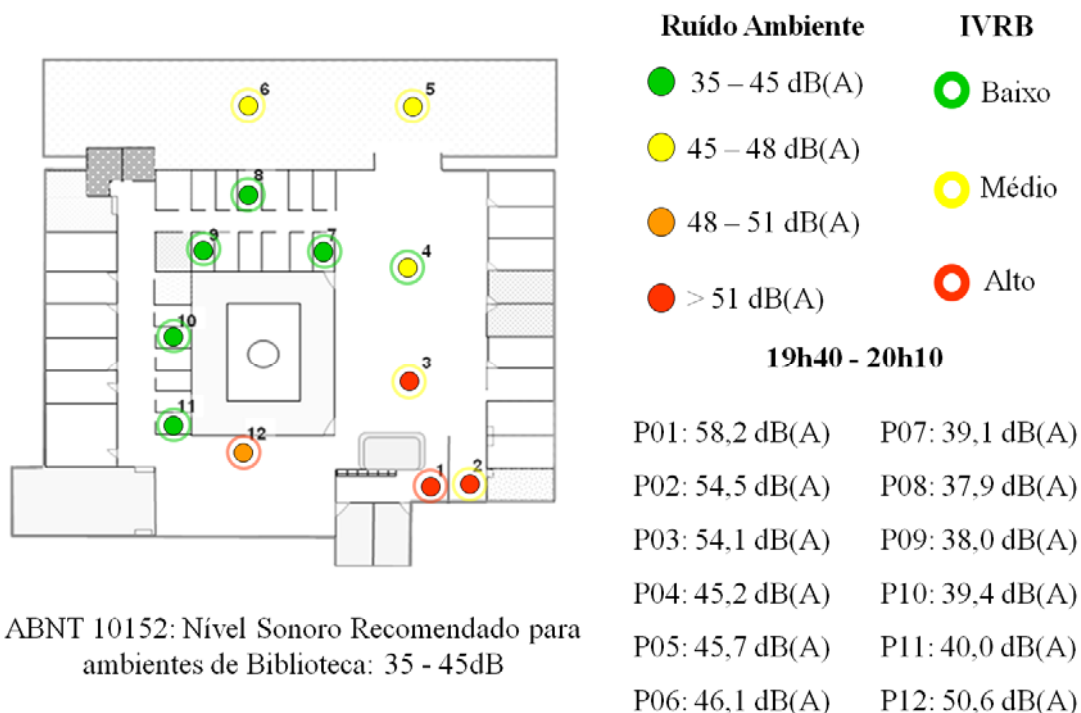 6
5
8
9
7
4
10
3
11
12
1
2
ABNT 10152: Nível Sonoro Recomendado para
ambientes de Biblioteca: 35 - 45dB
Ruído Ambiente
35 – 45 dB(A)
45 – 48 dB(A)
48 – 51 dB(A)
> 51 dB(A)
IVRB
Baixo
Médio
Alto
19h40 - 20h10
P01: 58,2 dB(A)
P02: 54,5 dB(A)
P03: 54,1 dB(A)
P04: 45,2 dB(A)
P05: 45,7 dB(A)
P06: 46,1 dB(A)
P07: 39,1 dB(A)
P08: 37,9 dB(A)
P09: 38,0 dB(A)
P10: 39,4 dB(A)
P11: 40,0 dB(A)
P12: 50,6 dB(A)